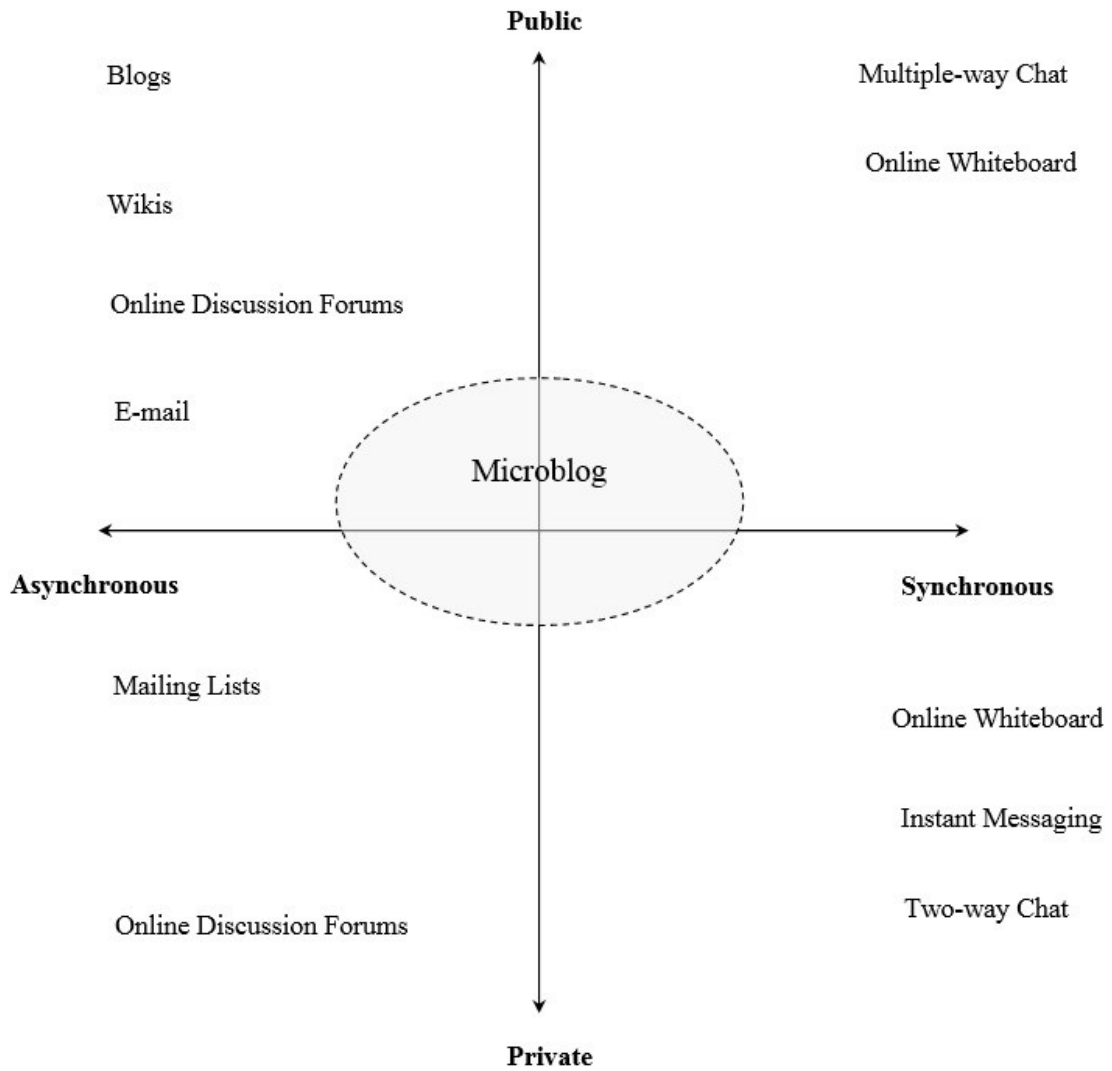 Public
Blogs
Multiple-way Chat
Online Whiteboard
Wikis
Online Discussion Forums
E-mail
Microblog
Asynchronous
Synchronous
Mailing Lists
Online Whiteboard
Instant Messaging
Two-way Chat
Online Discussion Forums
Private